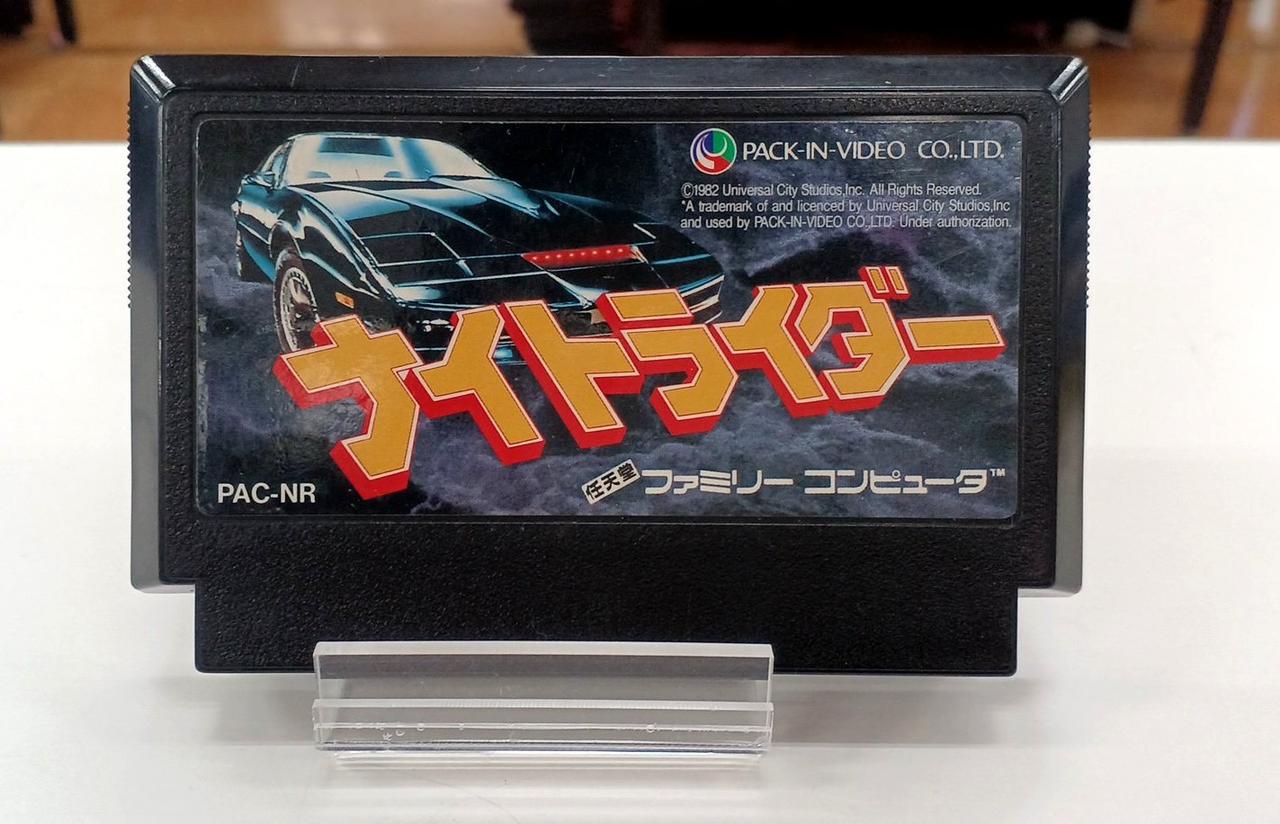 PACK-IN-VIDEO CO.,LTD.
©1982 Universal City Studios,Inc. All Rights Reserved.
*A trademark of and licenced by Universal City Studios,Inc
and used by PACK-IN-VIDEO CO.,LTD. Under authorization.
ナイトライダー
任天堂 ファミリー コンピュータ™
PAC-NR